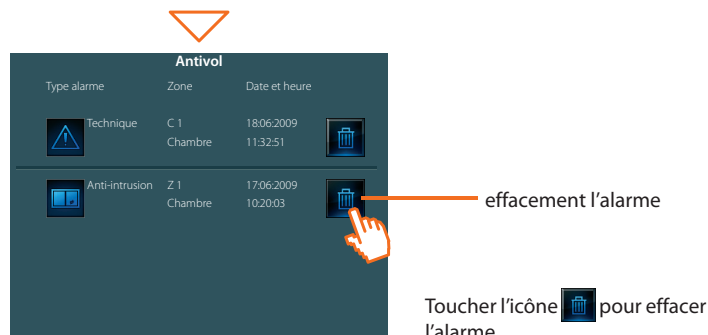 Antivol
Type alarme Zone Date et heure
Technique C 1 18:06:2009
Chambre 11:32:51
Anti-intrusion Z 1 17:06:2009
Chambre 10:20:03
effacement l’alarme
Toucher l’icône pour effacer
l’alarme